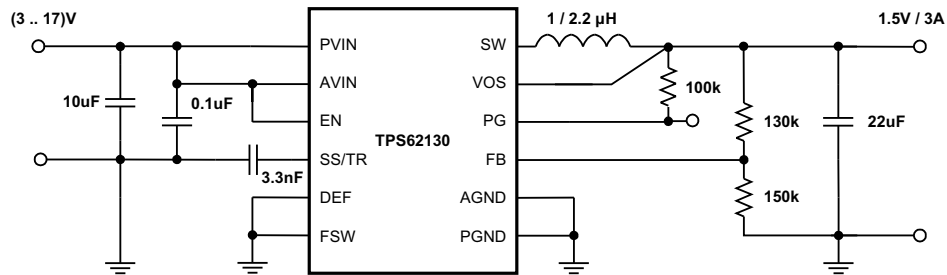 (3 .. 17)V
1 / 2.2 µH
1.5V / 3A
PVIN
SW
AVIN
VOS
100k
10uF
0.1uF
EN
PG
130k
22uF
TPS62130
SS/TR
FB
3.3nF
DEF
AGND
150k
FSW
PGND